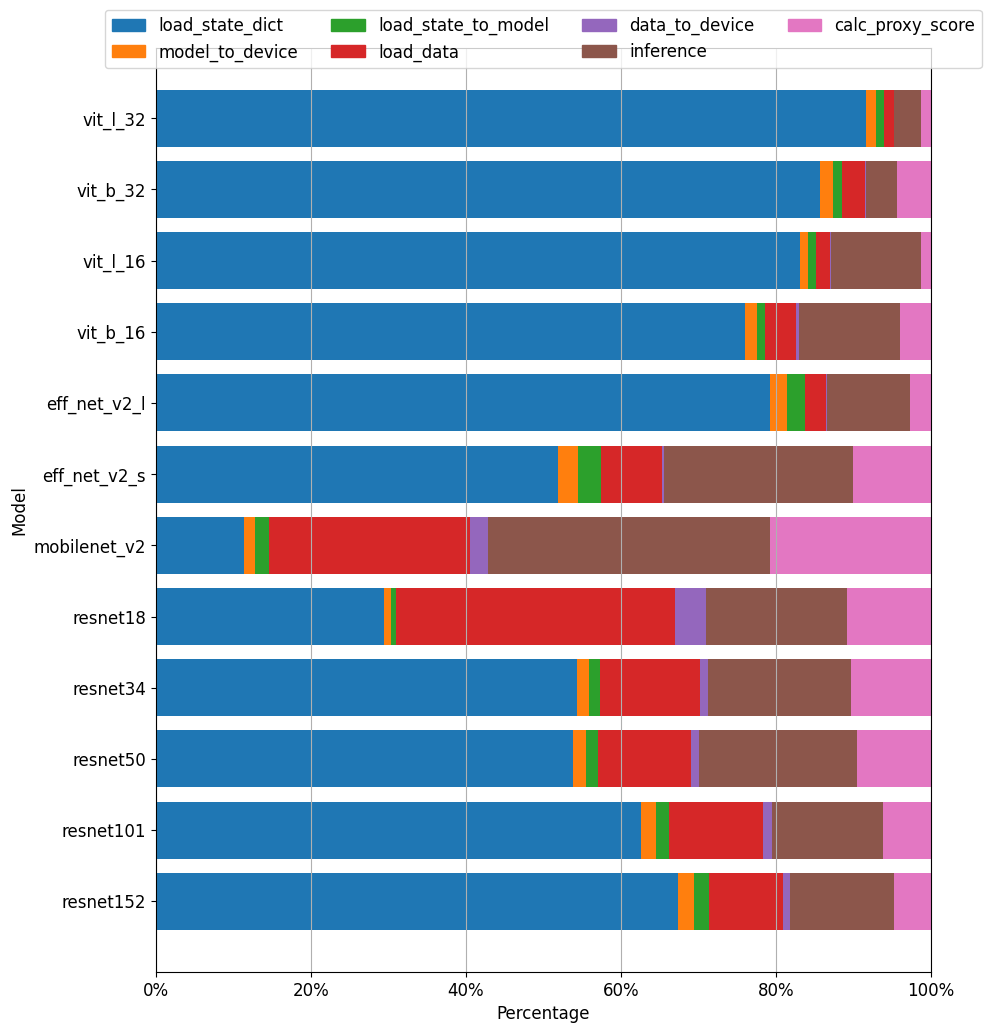 load_state_dict load_state_to_model data_to_device calc_proxy_score
model_to_device load_data inference
vit_l_32
vit_b_32
vit_l_16
vit_b_16
eff_net_v2_l
eff_net_v2_s
mobilenet_v2
resnet18
resnet34
resnet50
resnet101
resnet152
Model
0% 20% 40% 60% 80% 100%
Percentage